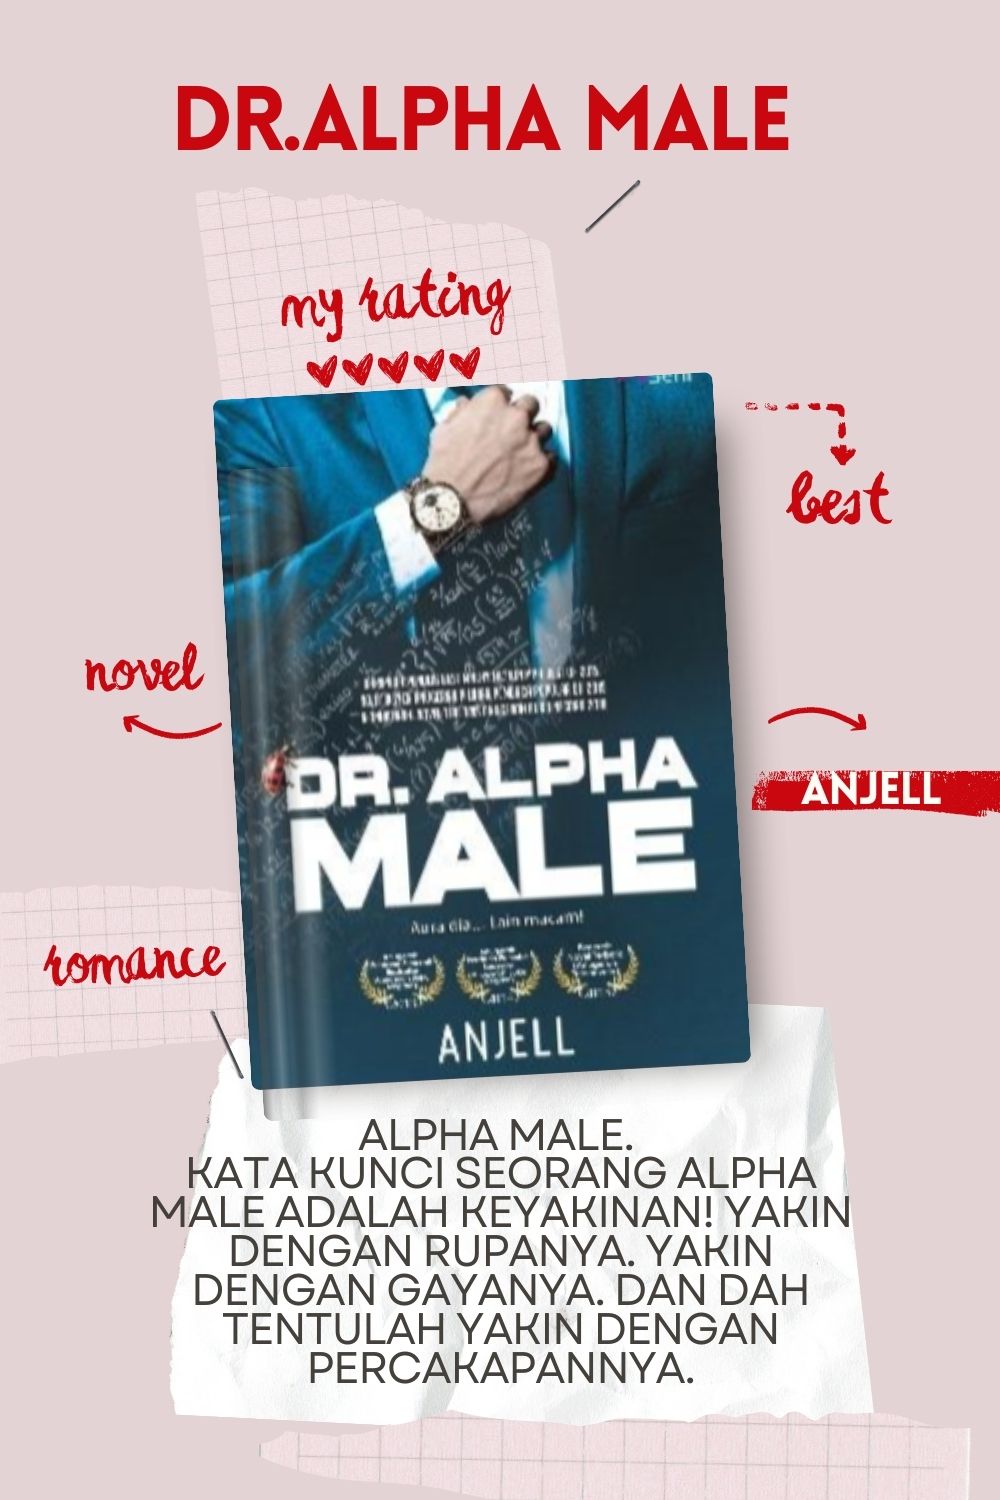 DR.ALPHA MALE
my rating
best
novel
ANJELL
DR. ALPHA
MALE
Aura dia... Lain macam!
romance
ANJELL
ALPHA MALE.
KATA KUNCI SEORANG ALPHA
MALE ADALAH KEYAKINAN! YAKIN
DENGAN RUPANYA. YAKIN
DENGAN GAYANYA. DAN DAH
TENTULAH YAKIN DENGAN
PERCAKAPANNYA.